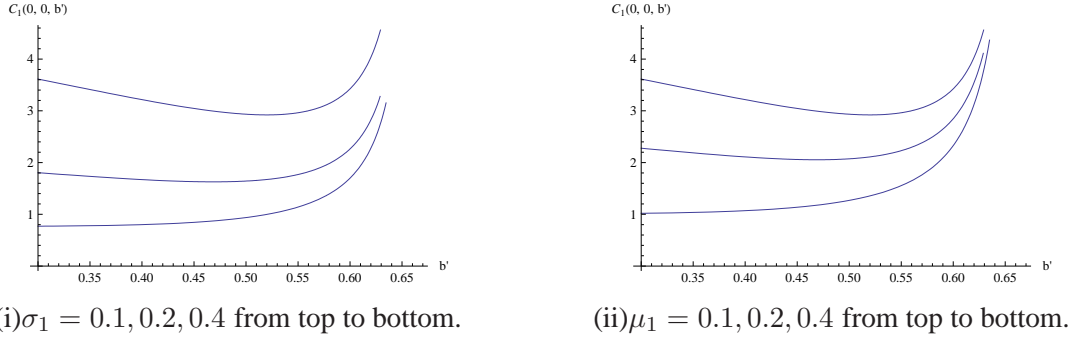 C₁(0, 0, b')
4
3
2
1
0.35 0.40 0.45 0.50 0.55 0.60 0.65
b'
(i)σ₁ = 0.1, 0.2, 0.4 from top to bottom.
C₁(0, 0, b')
4
3
2
1
0.35 0.40 0.45 0.50 0.55 0.60 0.65
b'
(ii)μ₁ = 0.1, 0.2, 0.4 from top to bottom.